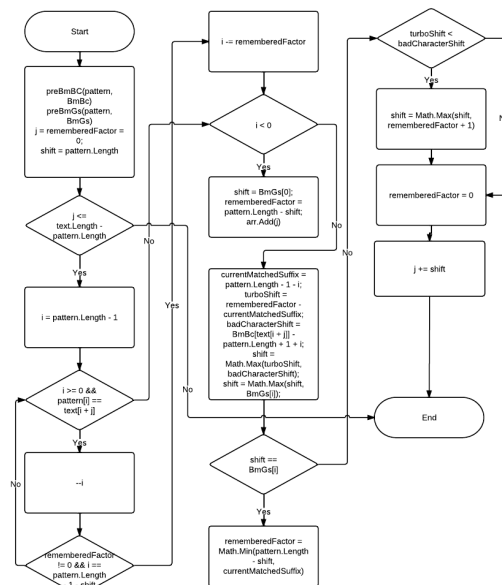 Start
preBmBC(pattern,
BmBc)
preBmGs(pattern,
BmGs)
j = rememberedFactor =
0;
shift = pattern.Length
j <=
text.Length -
pattern.Length
Yes
i = pattern.Length - 1
i >= 0 &&
pattern[i] ==
text[i + j]
Yes
--i
No
rememberedFactor
!= 0 && i ==
pattern.Length
- 1 - shift
No
Yes
i -= rememberedFactor
i < 0
Yes
shift = BmGs[0];
rememberedFactor =
pattern.Length - shift;
arr.Add(j)
No
No
currentMatchedSuffix =
pattern.Length - 1 - i;
turboShift =
rememberedFactor -
currentMatchedSuffix;
badCharacterShift =
BmBc[text[i + j]] -
pattern.Length + 1 + i;
shift =
Math.Max(turboShift,
badCharacterShift);
shift = Math.Max(shift,
BmGs[i]);
No
shift ==
BmGs[i]
Yes
rememberedFactor =
Math.Min(pattern.Length
- shift,
currentMatchedSuffix)
turboShift <
badCharacterShift
Yes
shift = Math.Max(shift,
rememberedFactor + 1)
rememberedFactor = 0
j += shift
End